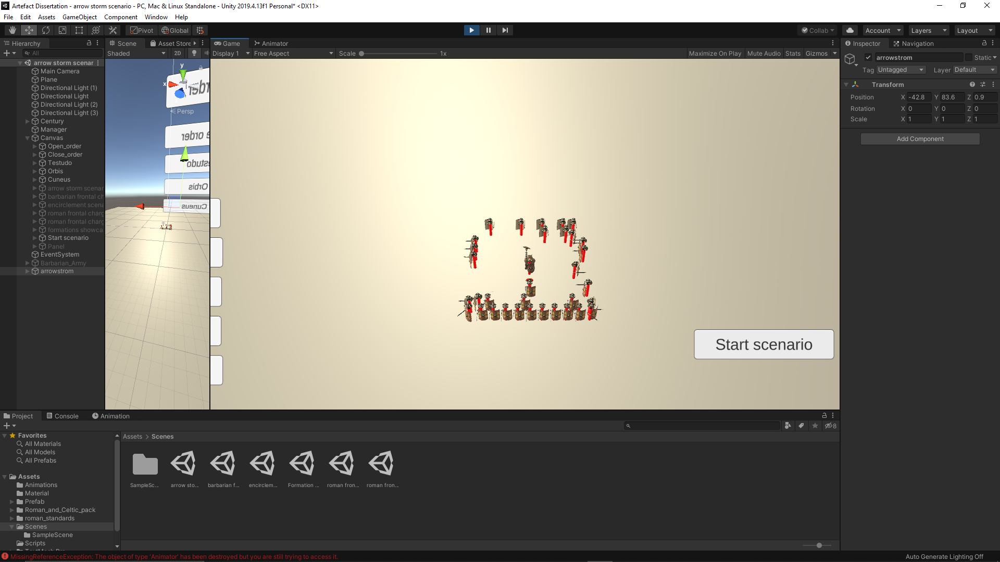 Artefact Dissertation - arrow storm scenario - PC, Mac & Linux Standalone - Unity 2019.4.13f1 Personal* <DX11>
File Edit Assets GameObject Component Window Help
Pivot Global Collab Account Layers Layout
Hierarchy Scene Asset Store Game Animator Inspector Navigation
All Shaded 2D Display 1 Free Aspect Scale 1x Maximize On Play Mute Audio Stats Gizmos
arrowstrom Static
Tag Untagged Layer Default
Transform
Position X -42.8 Y 83.6 Z 0.9
Rotation X 0 Y 0 Z 0
Scale X 1 Y 1 Z 1
Add Component
arrow storm scenar
Main Camera
Plane
Directional Light (1)
Directional Light
Directional Light (2)
Directional Light (3)
Century
Manager
Canvas
Open_order
Close_order
Testudo
Orbis
Cuneus
arrow storm scenar
barbarian frontal ch
encirclement scena
roman frontal charg
roman frontal charg
formations showca
Start scenario
Panel
EventSystem
Barbarian_Army
arrowstrom
y
x
rder
Persp
e order
estudo
Orbis
Cuneus
Start scenario
Project Console Animation
8
Favorites
All Materials
All Models
All Prefabs
Assets
Animations
Material
Prefab
Roman_and_Celtic_pack
roman_standards
Scenes
SampleScene
Scripts
Assets > Scenes
SampleSc... arrow sto... barbarian f... encirclem... Formation ... roman fron... roman fron...
MissingReferenceException: The object of type 'Animator' has been destroyed but you are still trying to access it.
Auto Generate Lighting Off